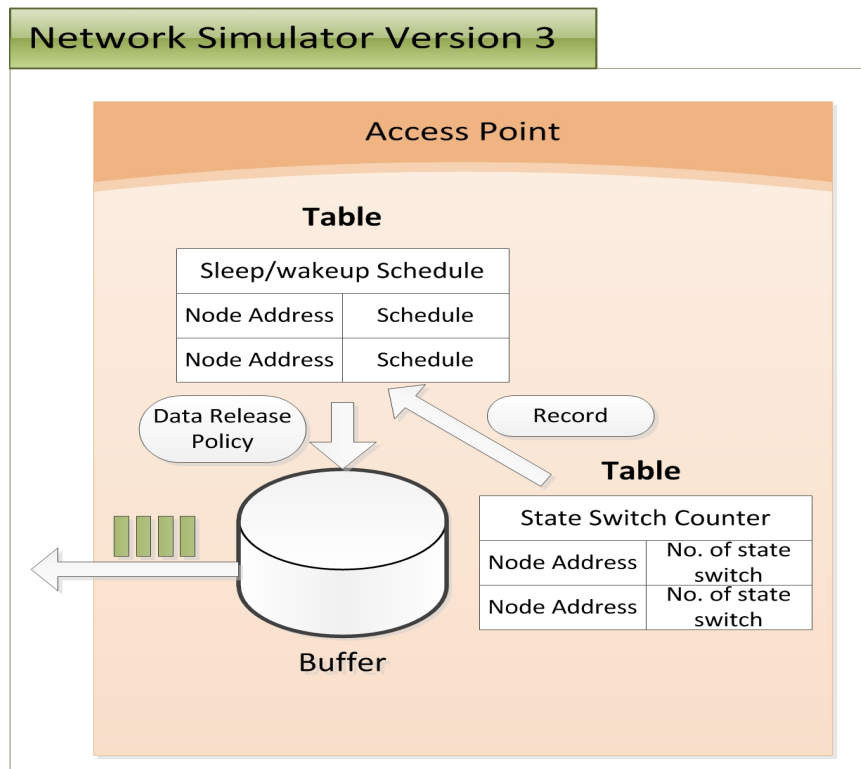 Network Simulator Version 3
Access Point
Table
Sleep/wakeup Schedule
Node Address Schedule
Node Address Schedule
Data Release
Policy
Record
Table
State Switch Counter
Node Address No. of state
switch
Node Address No. of state
switch
Buffer